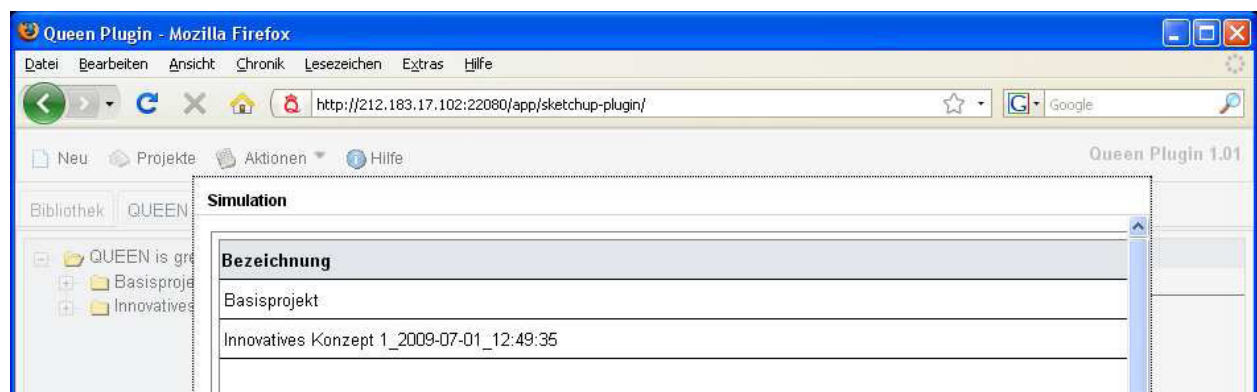 Queen Plugin - Mozilla Firefox
Datei Bearbeiten Ansicht Chronik Lesezeichen Extras Hilfe
http://212.183.17.102:22080/app/sketchup-plugin/ G Google
Neu Projekte Aktionen Hilfe Queen Plugin 1.01
Bibliothek QUEEN
Simulation
QUEEN is gre
Basisproje
Innovatives
Bezeichnung
Basisprojekt
Innovatives Konzept 1_2009-07-01_12:49:35